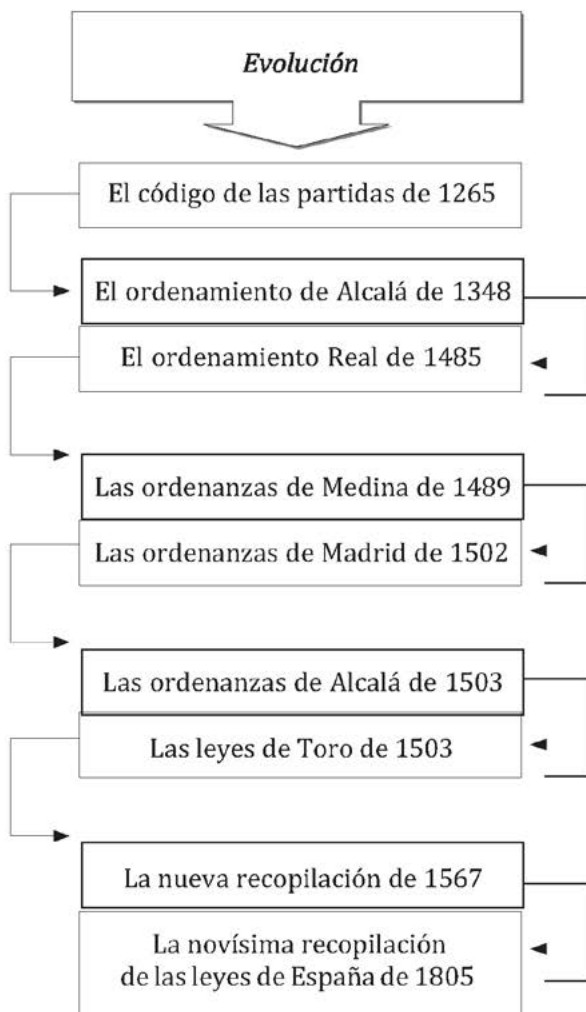 Evolución
El código de las partidas de 1265
El ordenamiento de Alcalá de 1348
El ordenamiento Real de 1485
Las ordenanzas de Medina de 1489
Las ordenanzas de Madrid de 1502
Las ordenanzas de Alcalá de 1503
Las leyes de Toro de 1503
La nueva recopilación de 1567
La novísima recopilación
de las leyes de España de 1805